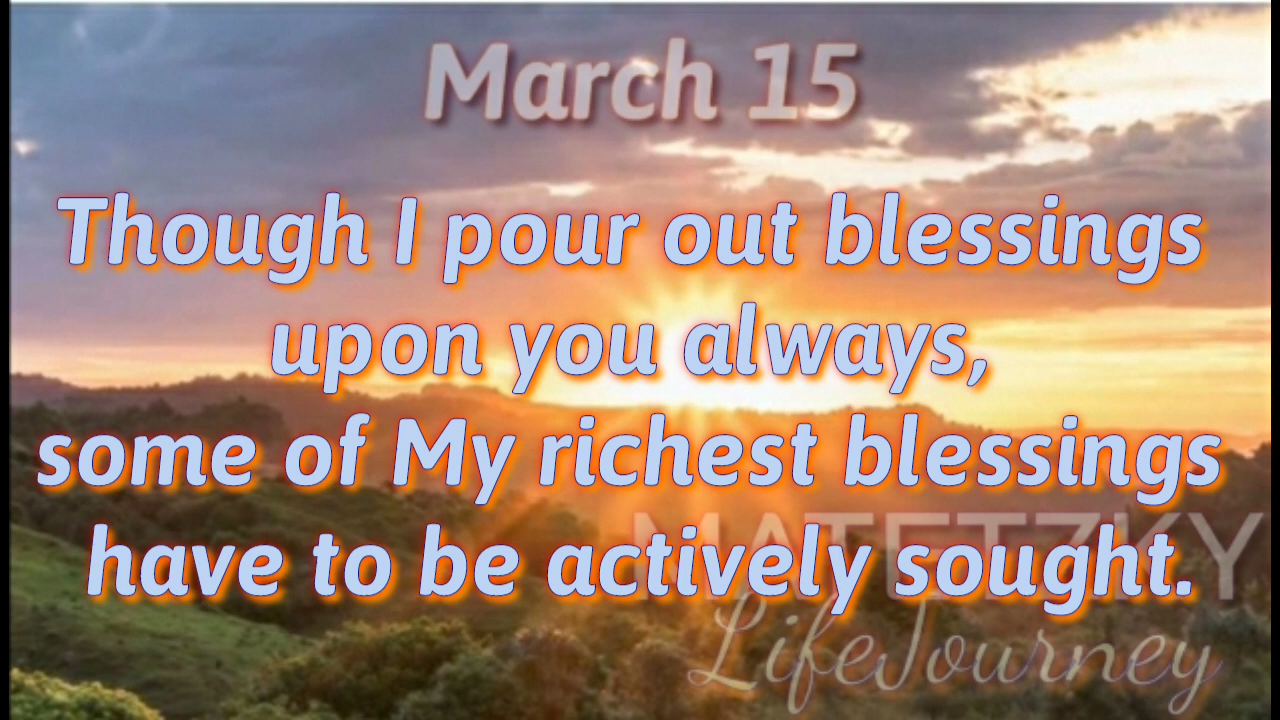 March 15
Though I pour out blessings
upon you always,
some of My richest blessings
have to be actively sought.
MATETZKY
LifeJourney